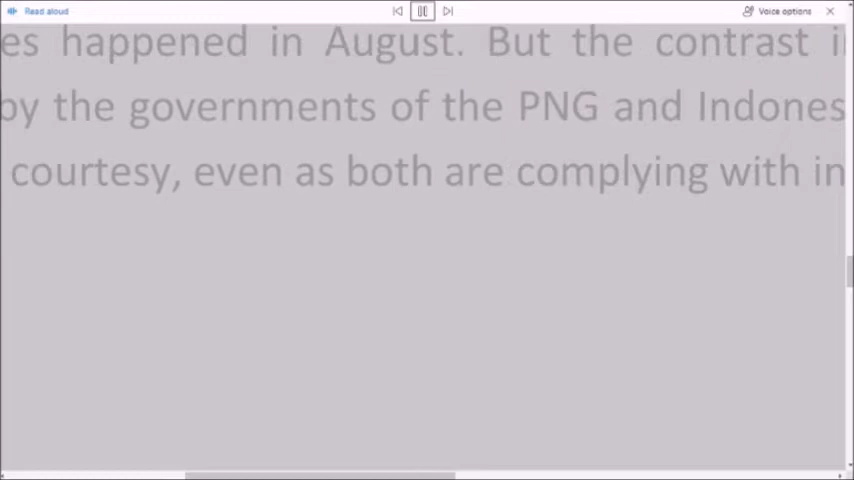 Read aloud
Voice options
es happened in August. But the contrast i
by the governments of the PNG and Indones
courtesy, even as both are complying with in